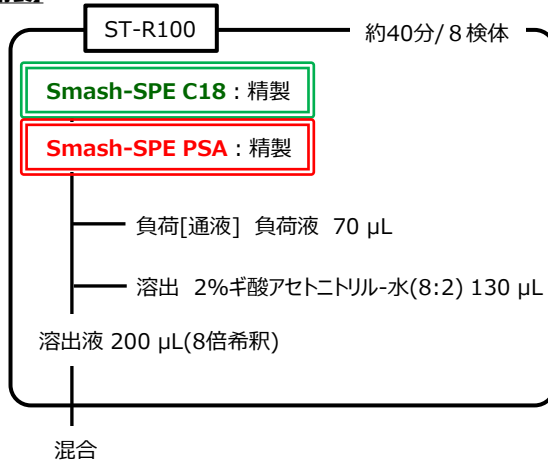 ST-R100
約40分/８検体
Smash-SPE C18：精製
Smash-SPE PSA：精製
負荷[通液] 負荷液 70 µL
溶出 2%ギ酸アセトニトリル-水(8:2) 130 µL
溶出液 200 µL(8倍希釈)
混合